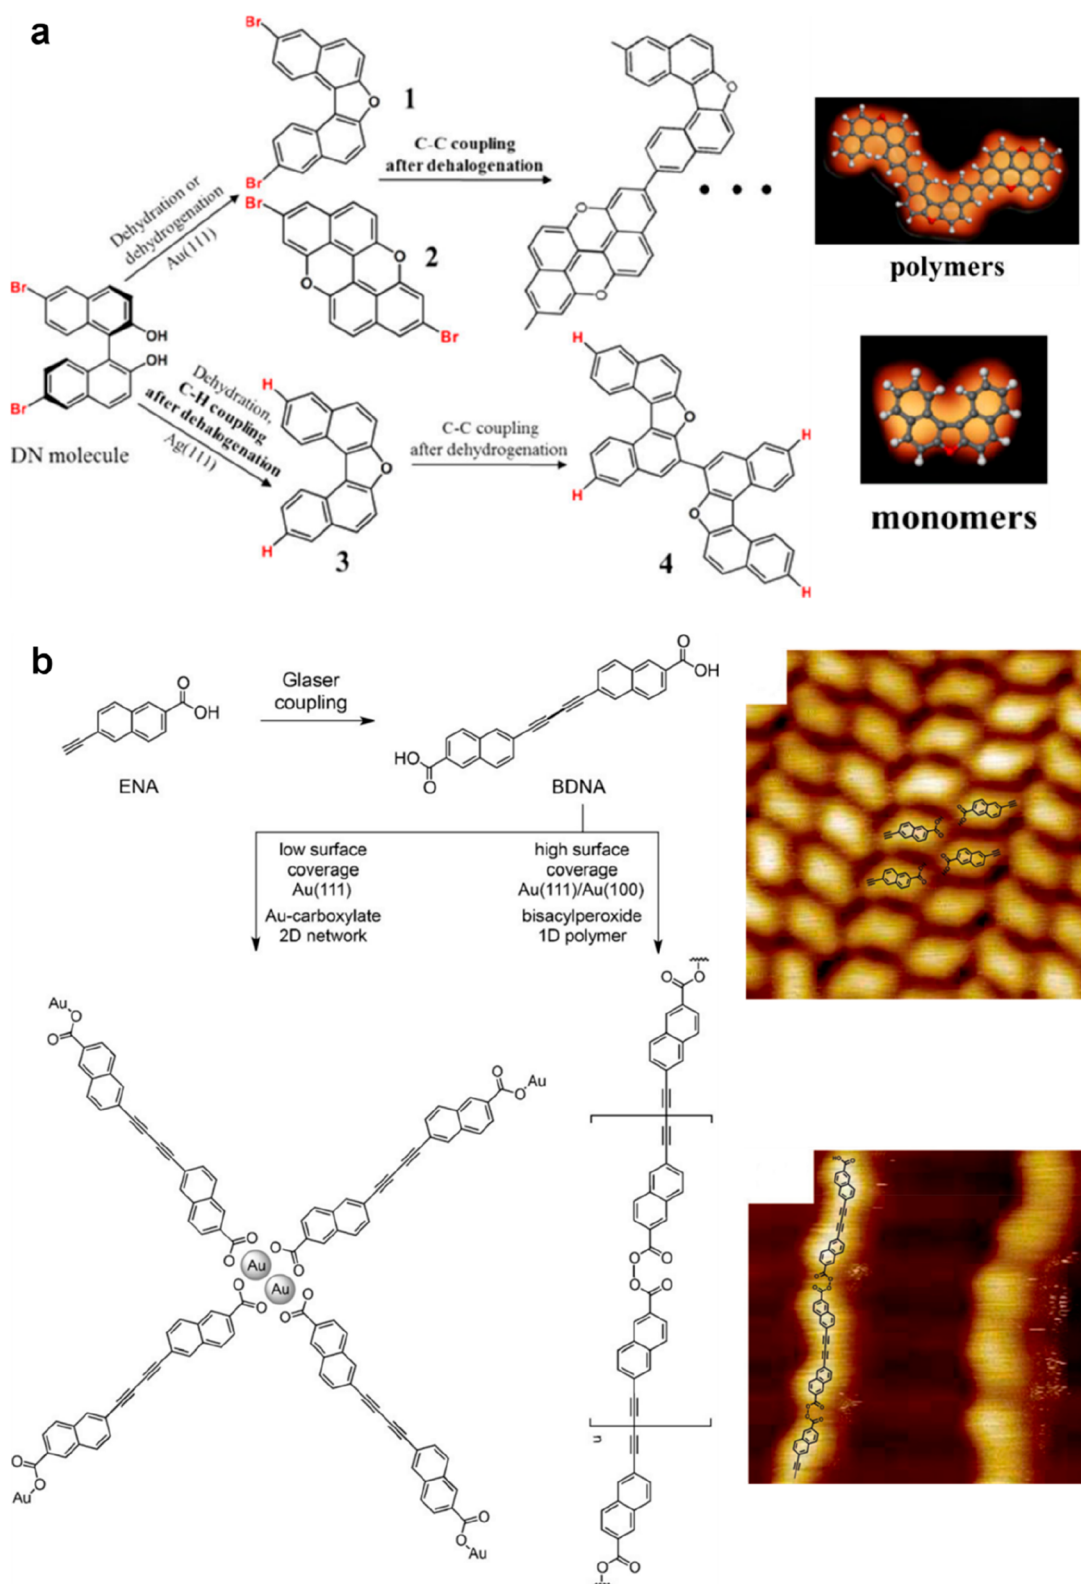 a
Br
Br
O
1
C-C coupling
after dehalogenation
O
O
O
• • •
polymers
Dehydration or
dehydrogenation
Au(111)
Br
O
O
2
Br
Br
OH
OH
Br
DN molecule
Dehydration,
C-H coupling
after dehalogenation
Ag(111)
H
O
H
3
C-C coupling
after dehydrogenation
H
O
H
H
O
H
4
monomers
b
O
OH
ENA
Glaser
coupling
O
OH
HO
O
BDNA
low surface
coverage
Au(111)
Au-carboxylate
2D network
high surface
coverage
Au(111)/Au(100)
bisacylperoxide
1D polymer
Au
O
O
O
O
Au
O
O
O
O
Au
Au
O
O
O
O
O
O
Au
O
O
Au
O
O
O
O
O
O
n
O
O